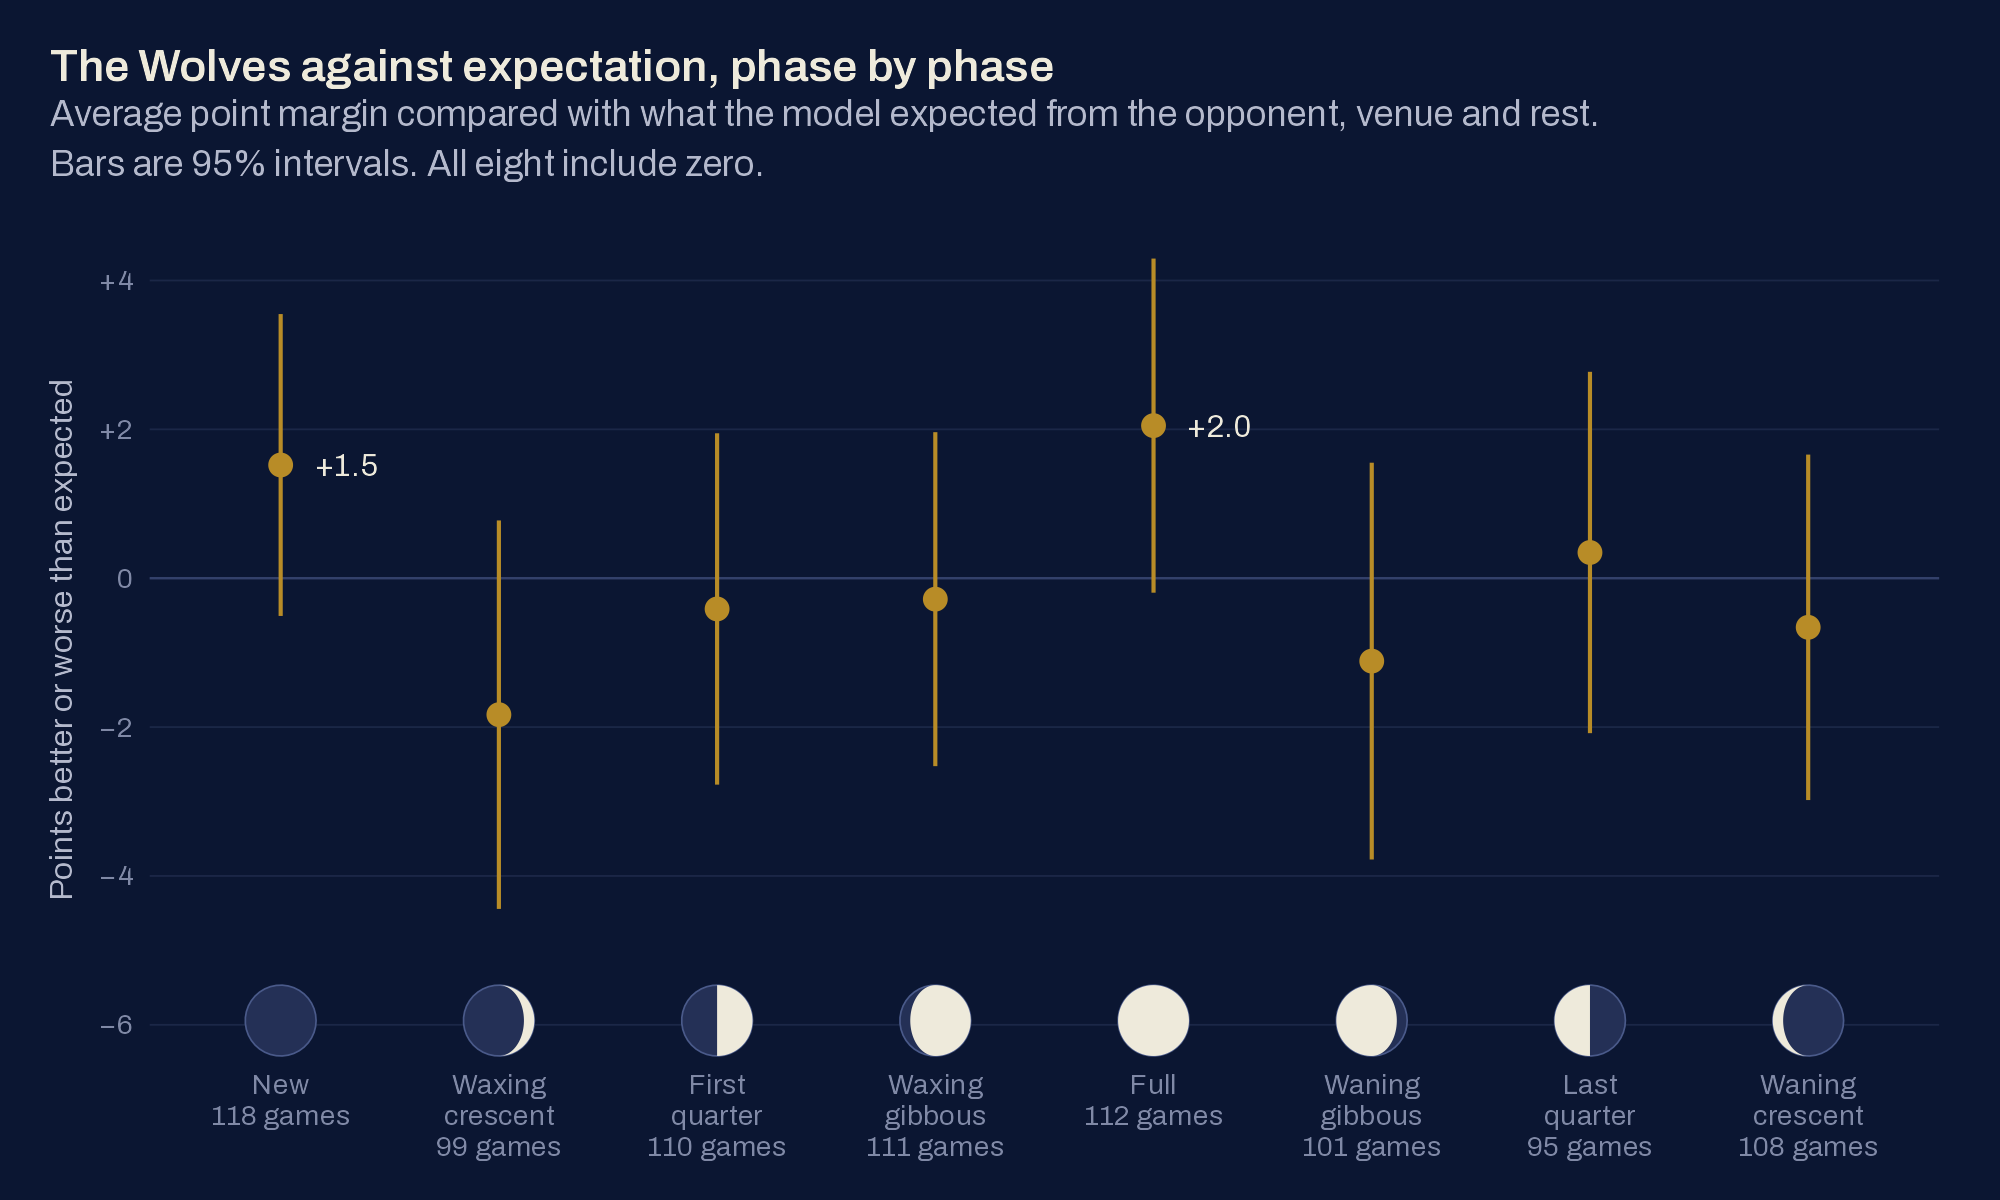 The Wolves against expectation, phase by phase
Average point margin compared with what the model expected from the opponent, venue and rest.
Bars are 95% intervals. All eight include zero.
Points better or worse than expected
+4
+2
0
−2
−4
−6
+1.5
+2.0
New
118 games
Waxing
crescent
99 games
First
quarter
110 games
Waxing
gibbous
111 games
Full
112 games
Waning
gibbous
101 games
Last
quarter
95 games
Waning
crescent
108 games